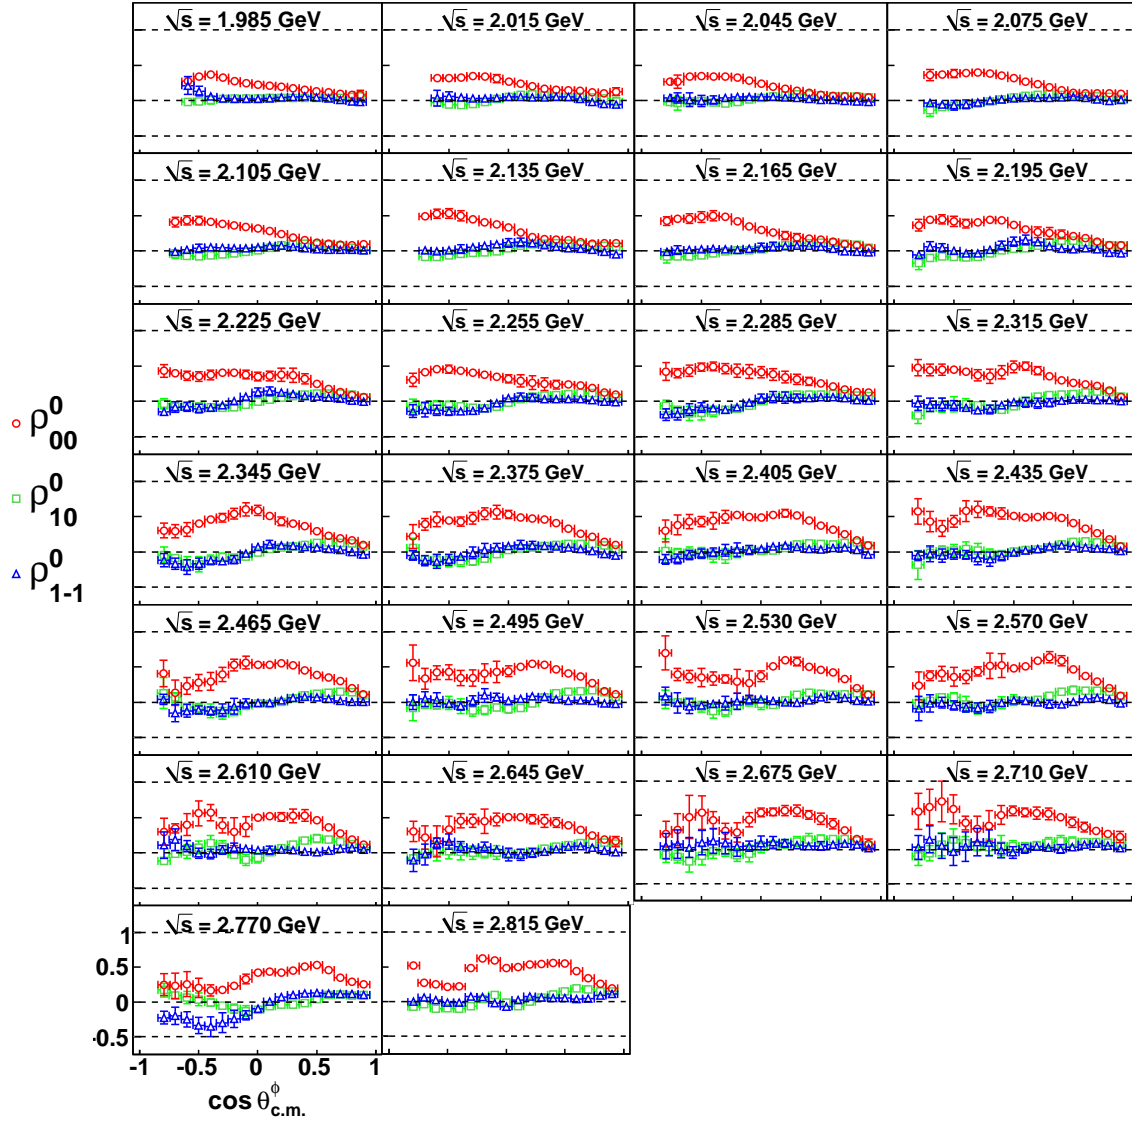 √s = 1.985 GeV √s = 2.015 GeV √s = 2.045 GeV √s = 2.075 GeV
√s = 2.105 GeV √s = 2.135 GeV √s = 2.165 GeV √s = 2.195 GeV
√s = 2.225 GeV √s = 2.255 GeV √s = 2.285 GeV √s = 2.315 GeV
ρ⁰₀₀
√s = 2.345 GeV √s = 2.375 GeV √s = 2.405 GeV √s = 2.435 GeV
ρ⁰₁₀
ρ⁰₁₋₁
√s = 2.465 GeV √s = 2.495 GeV √s = 2.530 GeV √s = 2.570 GeV
√s = 2.610 GeV √s = 2.645 GeV √s = 2.675 GeV √s = 2.710 GeV
√s = 2.770 GeV √s = 2.815 GeV
1
0.5
0
-0.5
-1 -0.5 0 0.5 1
cos θ^ϕ_c.m.